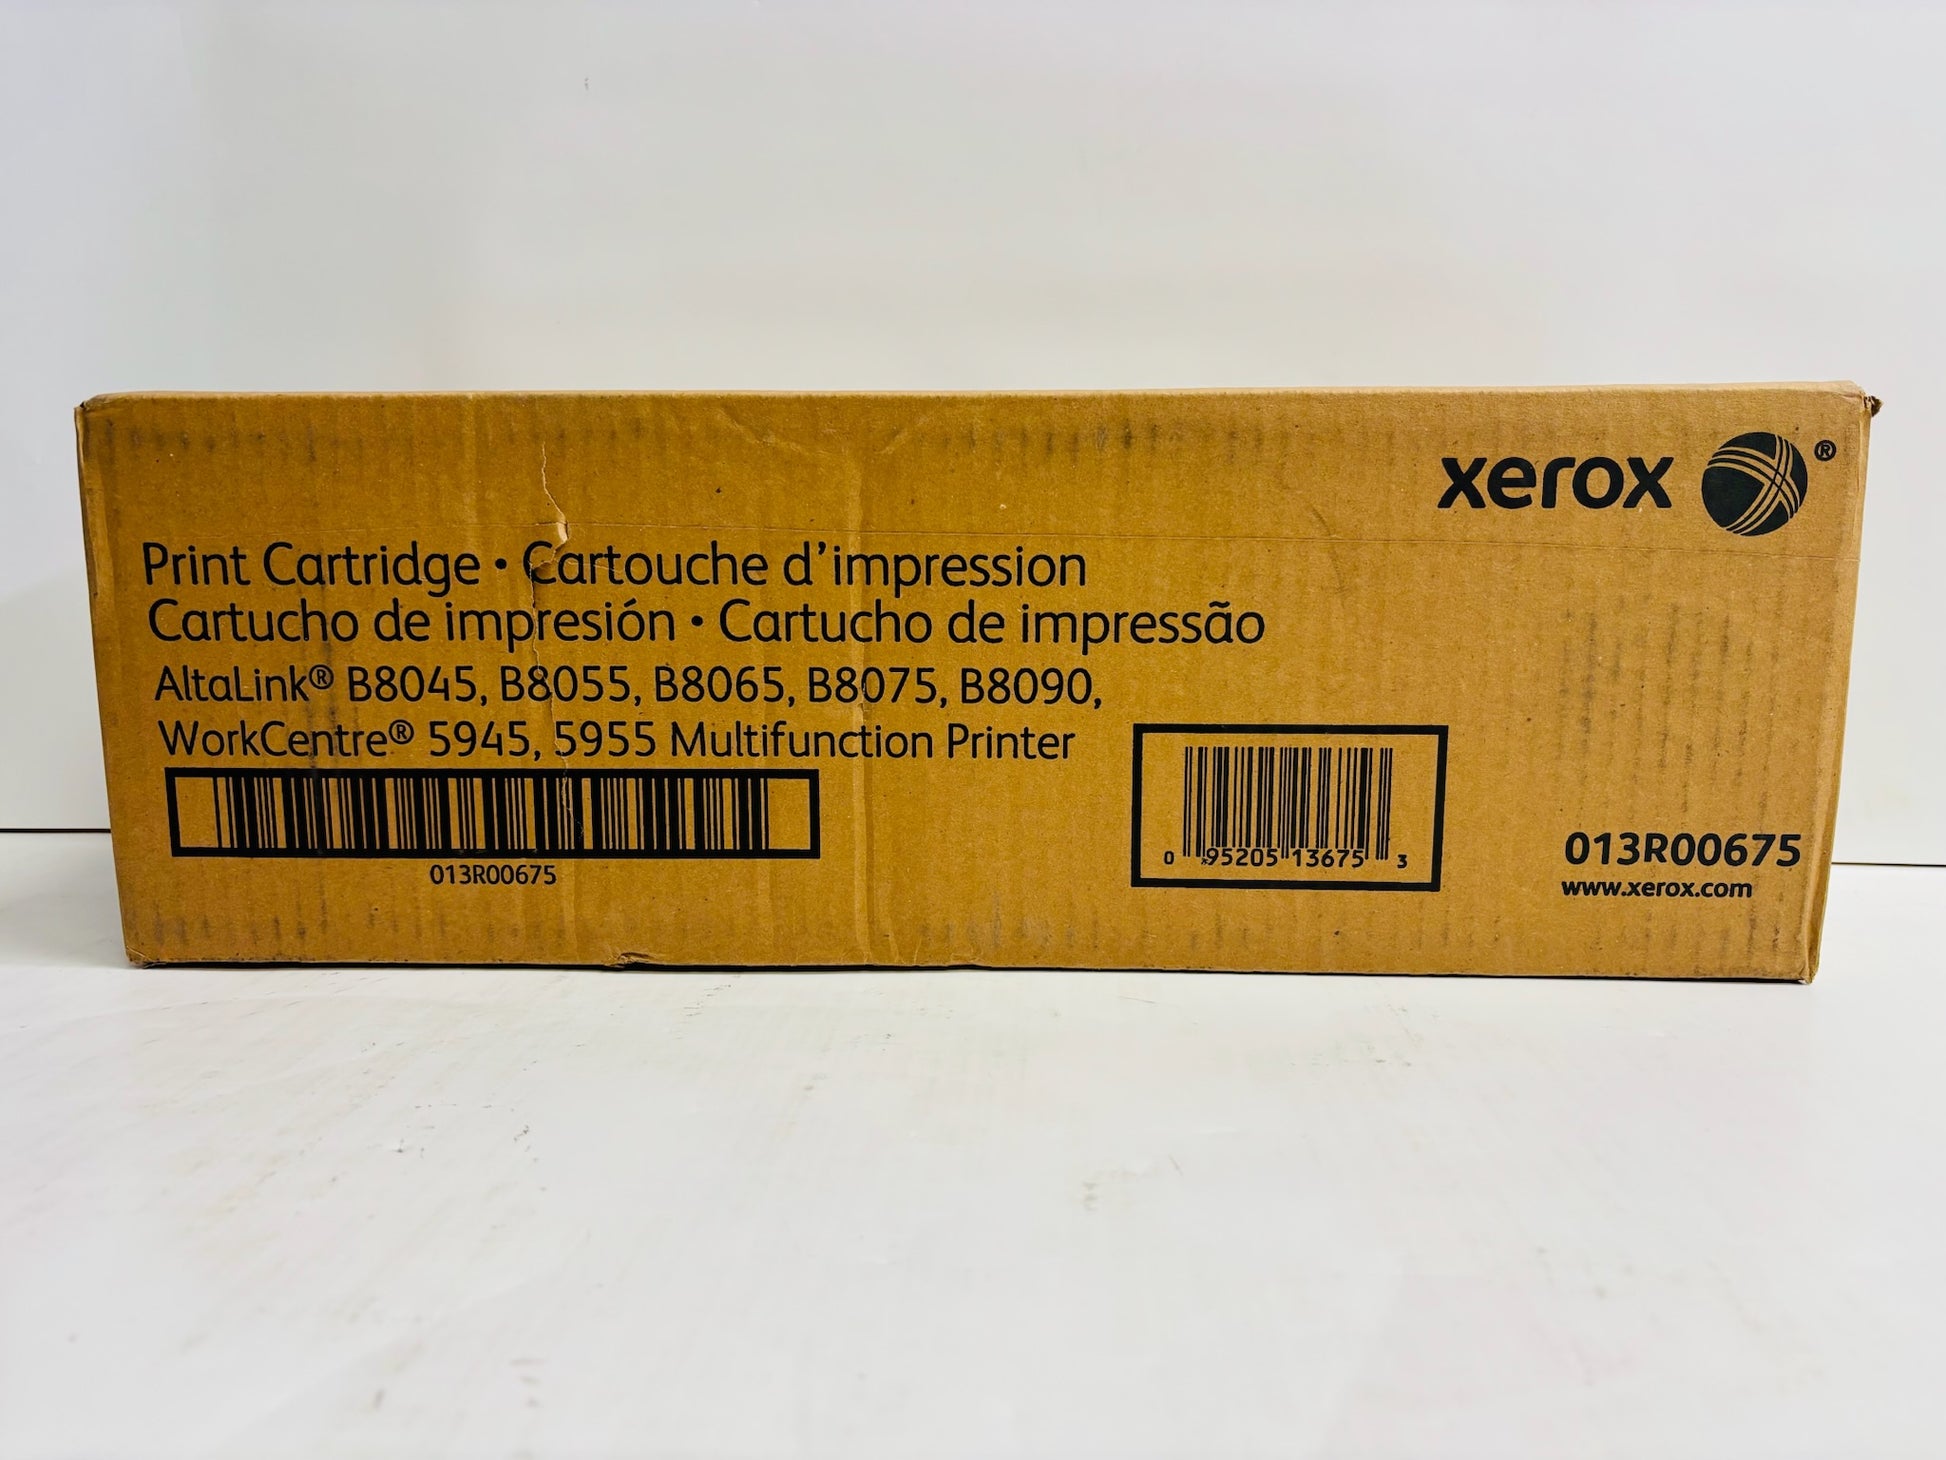 xerox ®
Print Cartridge • Cartouche d'impression
Cartucho de impresión • Cartucho de impressão
AltaLink® B8045, B8055, B8065, B8075, B8090,
WorkCentre® 5945, 5955 Multifunction Printer
013R00675
0 95205 13675 3
013R00675
www.xerox.com